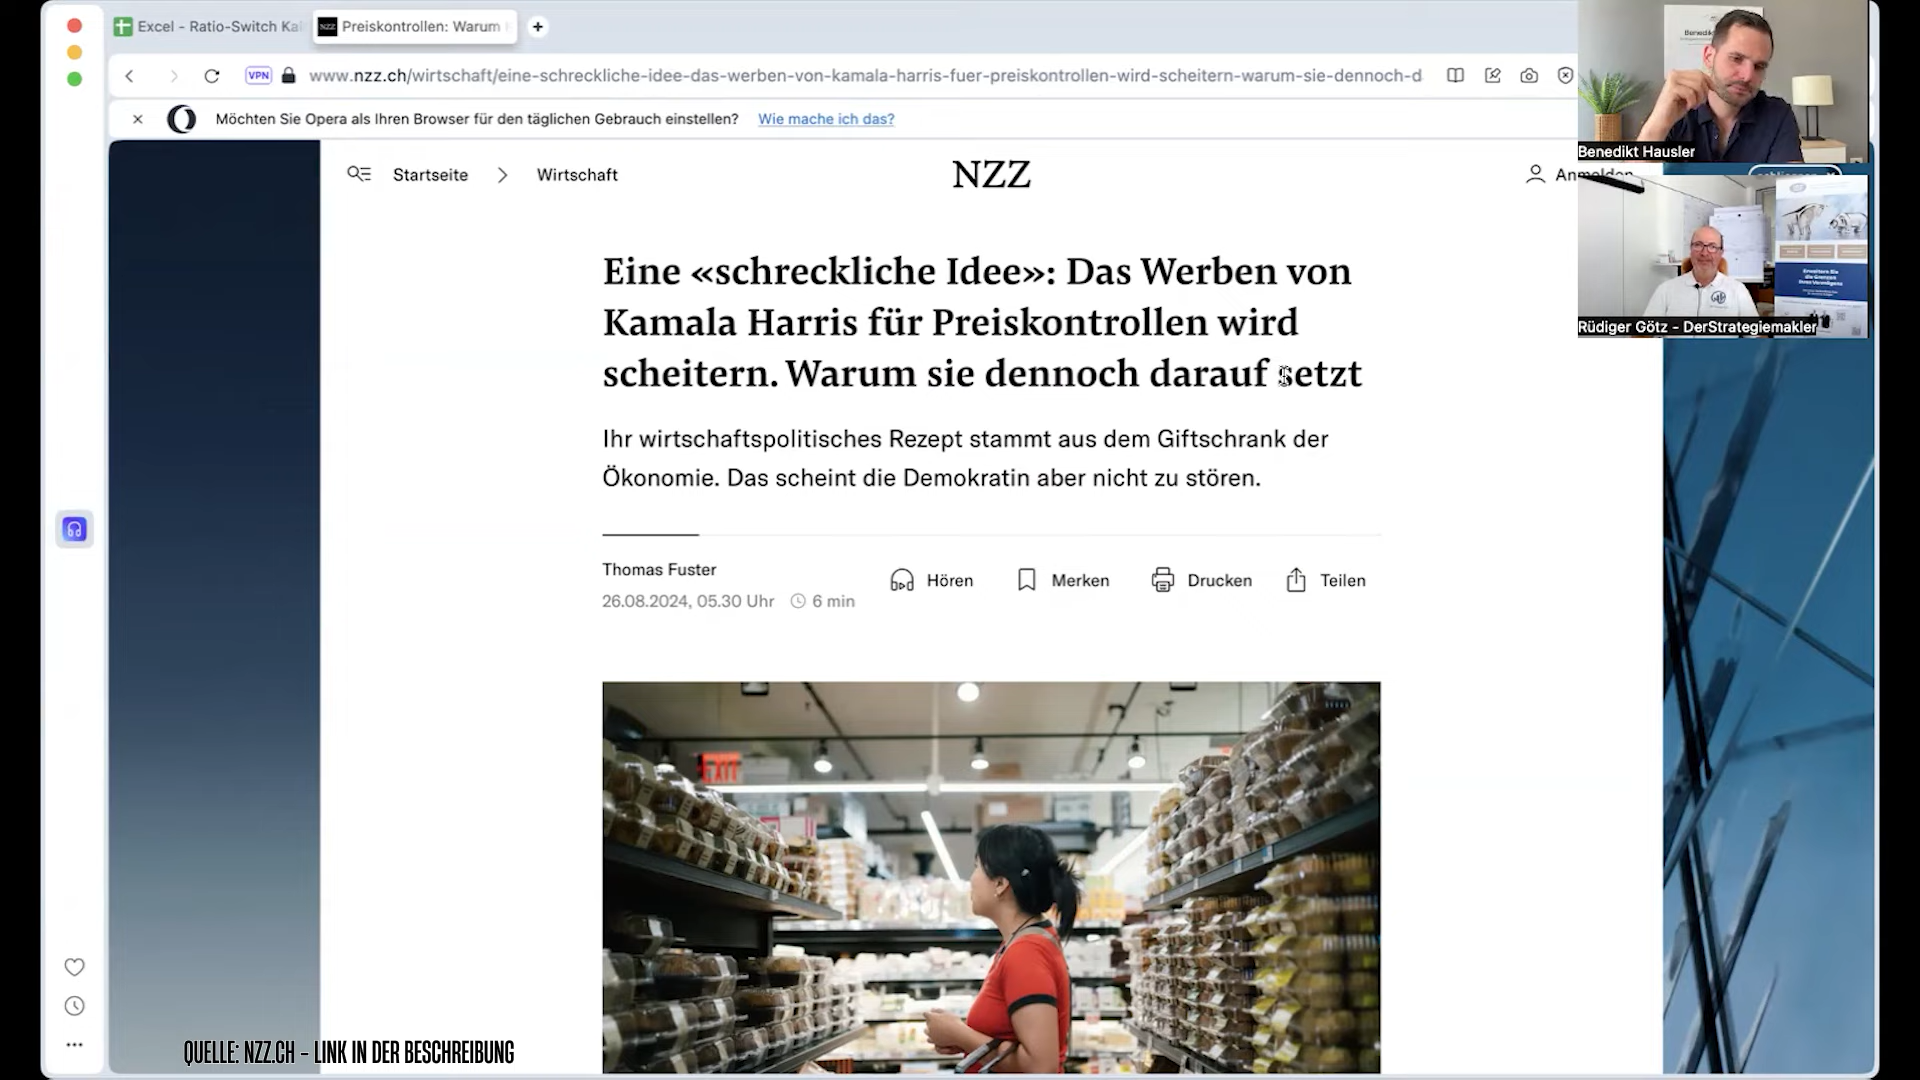 Excel - Ratio-Switch Ka
NZZ Preiskontrollen: Warum
VPN www.nzz.ch/wirtschaft/eine-schreckliche-idee-das-werben-von-kamala-harris-fuer-preiskontrollen-wird-scheitern-warum-sie-dennoch-d
Möchten Sie Opera als Ihren Browser für den täglichen Gebrauch einstellen? Wie mache ich das?
Startseite Wirtschaft NZZ Anmelden
Benedikt Hausler
Rüdiger Götz - DerStrategiemakler
Eine «schreckliche Idee»: Das Werben von
Kamala Harris für Preiskontrollen wird
scheitern. Warum sie dennoch darauf setzt
Ihr wirtschaftspolitisches Rezept stammt aus dem Giftschrank der
Ökonomie. Das scheint die Demokratin aber nicht zu stören.
Thomas Fuster
26.08.2024, 05.30 Uhr 6 min
Hören Merken Drucken Teilen
EXIT
QUELLE: NZZ.CH - LINK IN DER BESCHREIBUNG